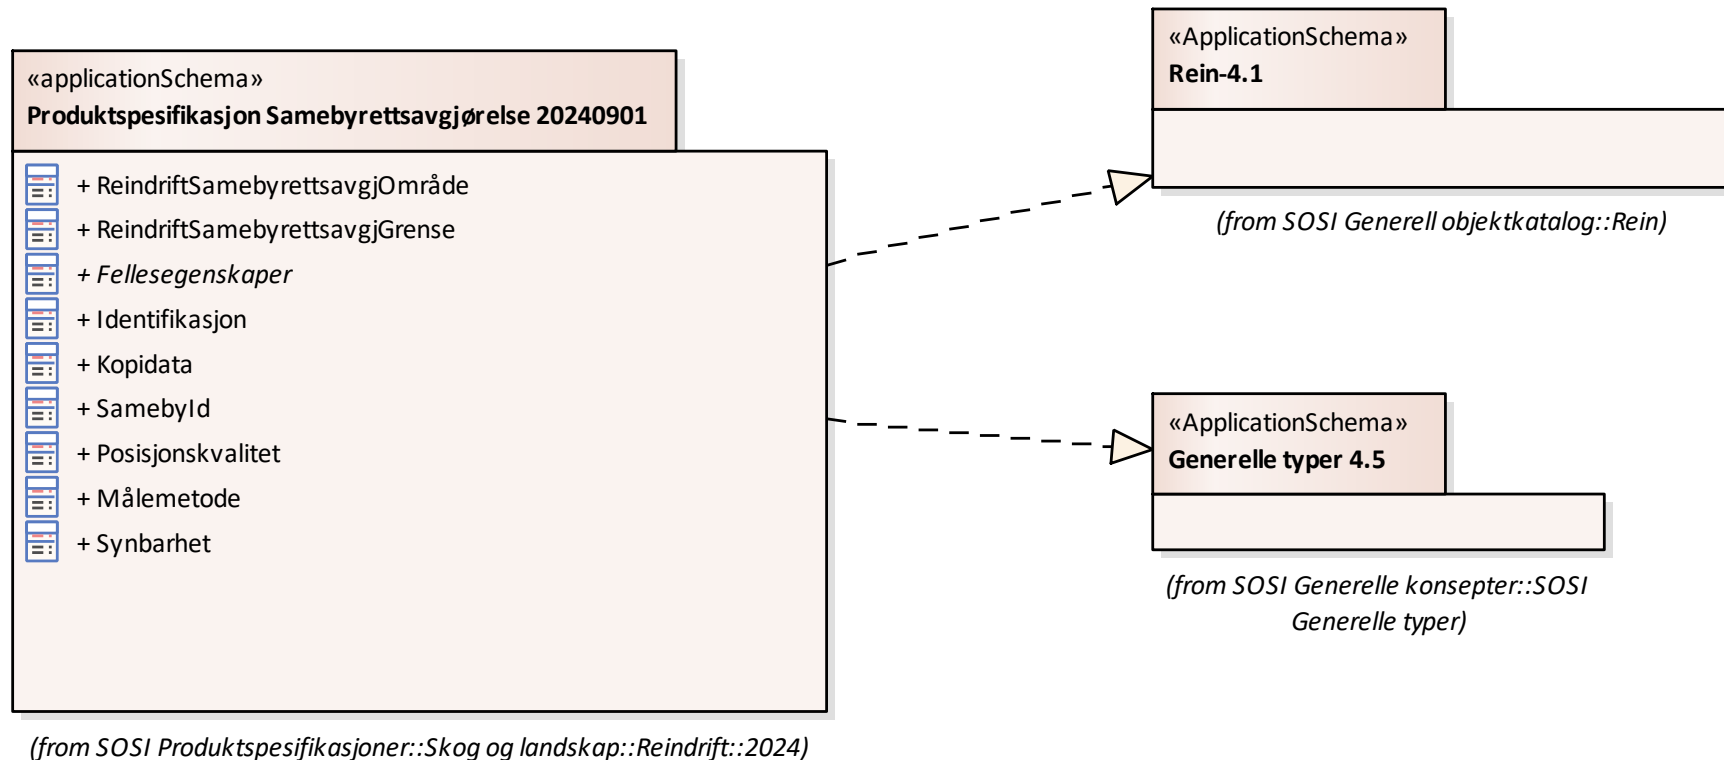 «applicationSchema»
Produktspesifikasjon Samebyrettsavgjørelse 20240901
+ ReindriftSamebyrettsavgjOmråde
+ ReindriftSamebyrettsavgjGrense
+ Fellesegenskaper
+ Identifikasjon
+ Kopidata
+ SamebyId
+ Posisjonskvalitet
+ Målemetode
+ Synbarhet
(from SOSI Produktspesifikasjoner::Skog og landskap::Reindrift::2024)
«ApplicationSchema»
Rein-4.1
(from SOSI Generell objektkatalog::Rein)
«ApplicationSchema»
Generelle typer 4.5
(from SOSI Generelle konsepter::SOSI
Generelle typer)